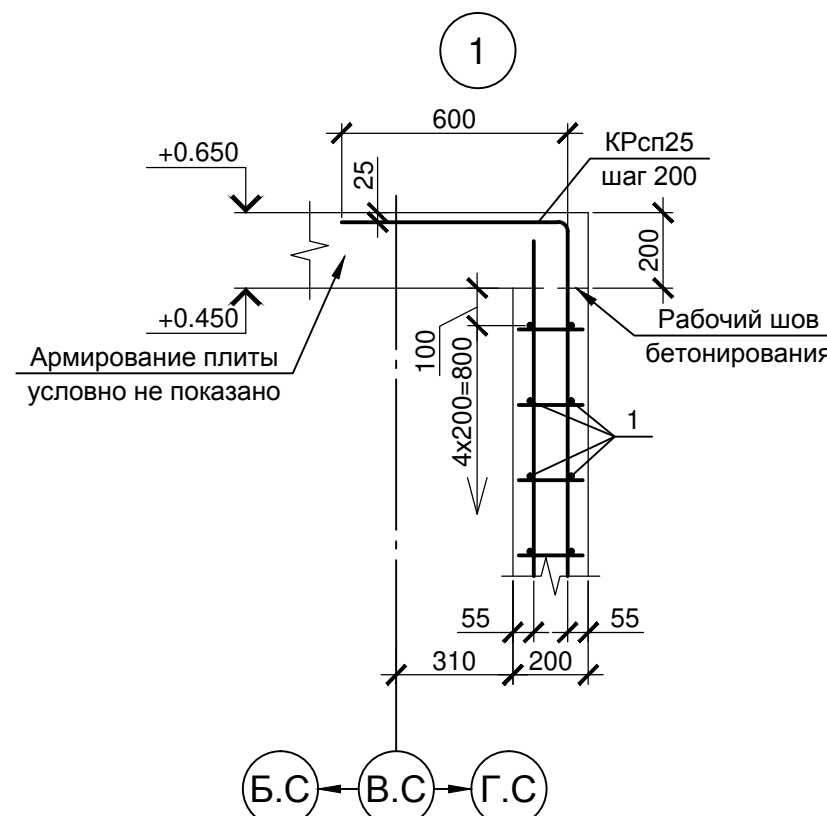 1
600
КРсп25
шаг 200
+0.650
25
200
+0.450
100
4х200=800
Рабочий шов
бетонирования
Армирование плиты
условно не показано
1
55
55
310
200
Б.С
В.С
Г.С